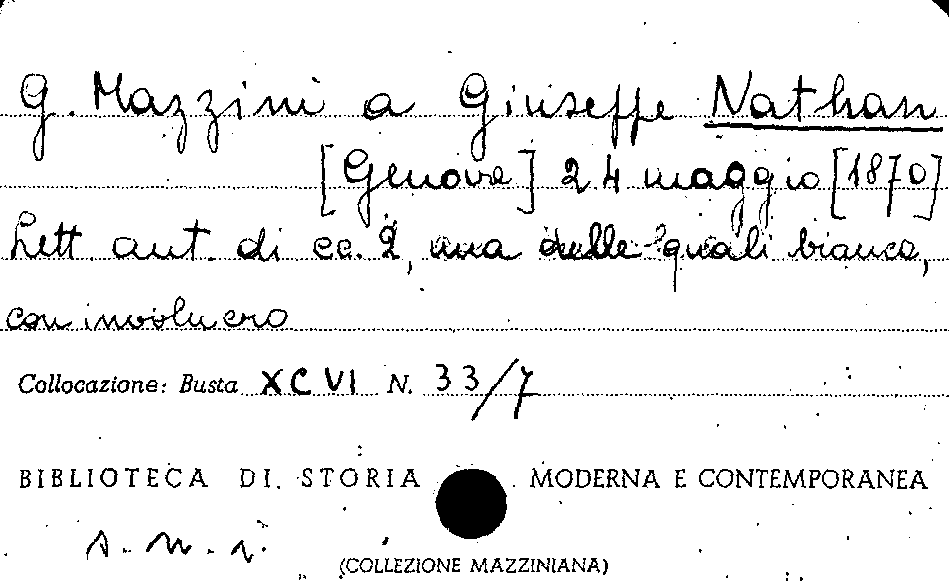 G. Mazzini a Giuseppe Nathan
[Genova] 24 maggio [1870]
Lett. aut. di cc. 2, una delle quali bianca,
con involucro
Collocazione: Busta XCVI N. 33/7
BIBLIOTECA DI STORIA MODERNA E CONTEMPORANEA
s. n. i.
(COLLEZIONE MAZZINIANA)